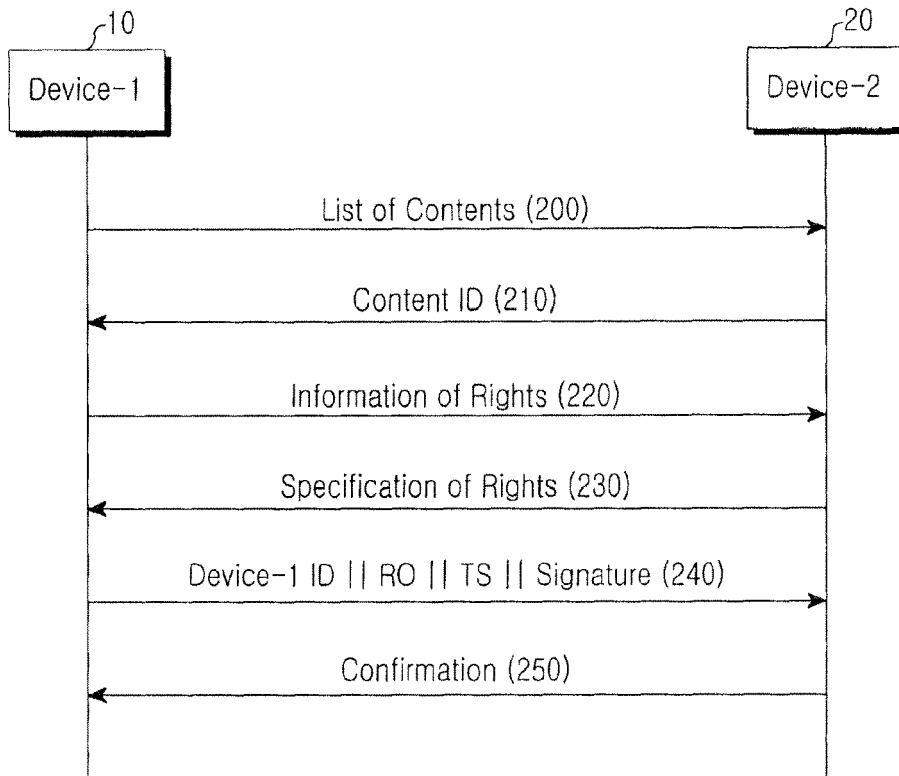 10
20
Device-1
Device-2
List of Contents (200)
Content ID (210)
Information of Rights (220)
Specification of Rights (230)
Device-1 ID || RO || TS || Signature (240)
Confirmation (250)